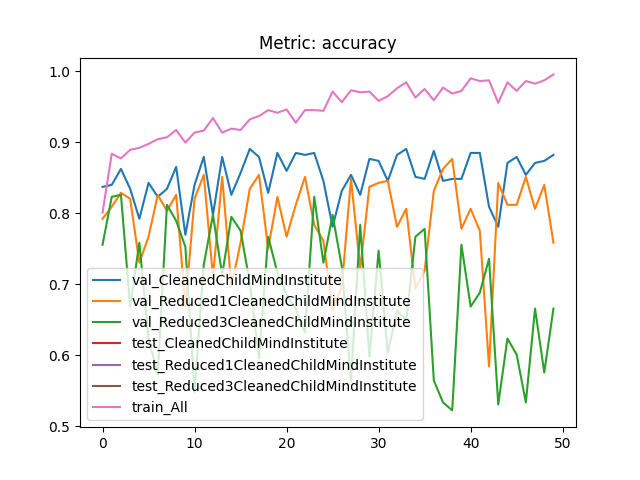 Metric: accuracy
1.0
0.9
0.8
0.7
0.6
0.5
val_CleanedChildMindInstitute
val_Reduced1CleanedChildMindInstitute
val_Reduced3CleanedChildMindInstitute
test_CleanedChildMindInstitute
test_Reduced1CleanedChildMindInstitute
test_Reduced3CleanedChildMindInstitute
train_All
0 10 20 30 40 50